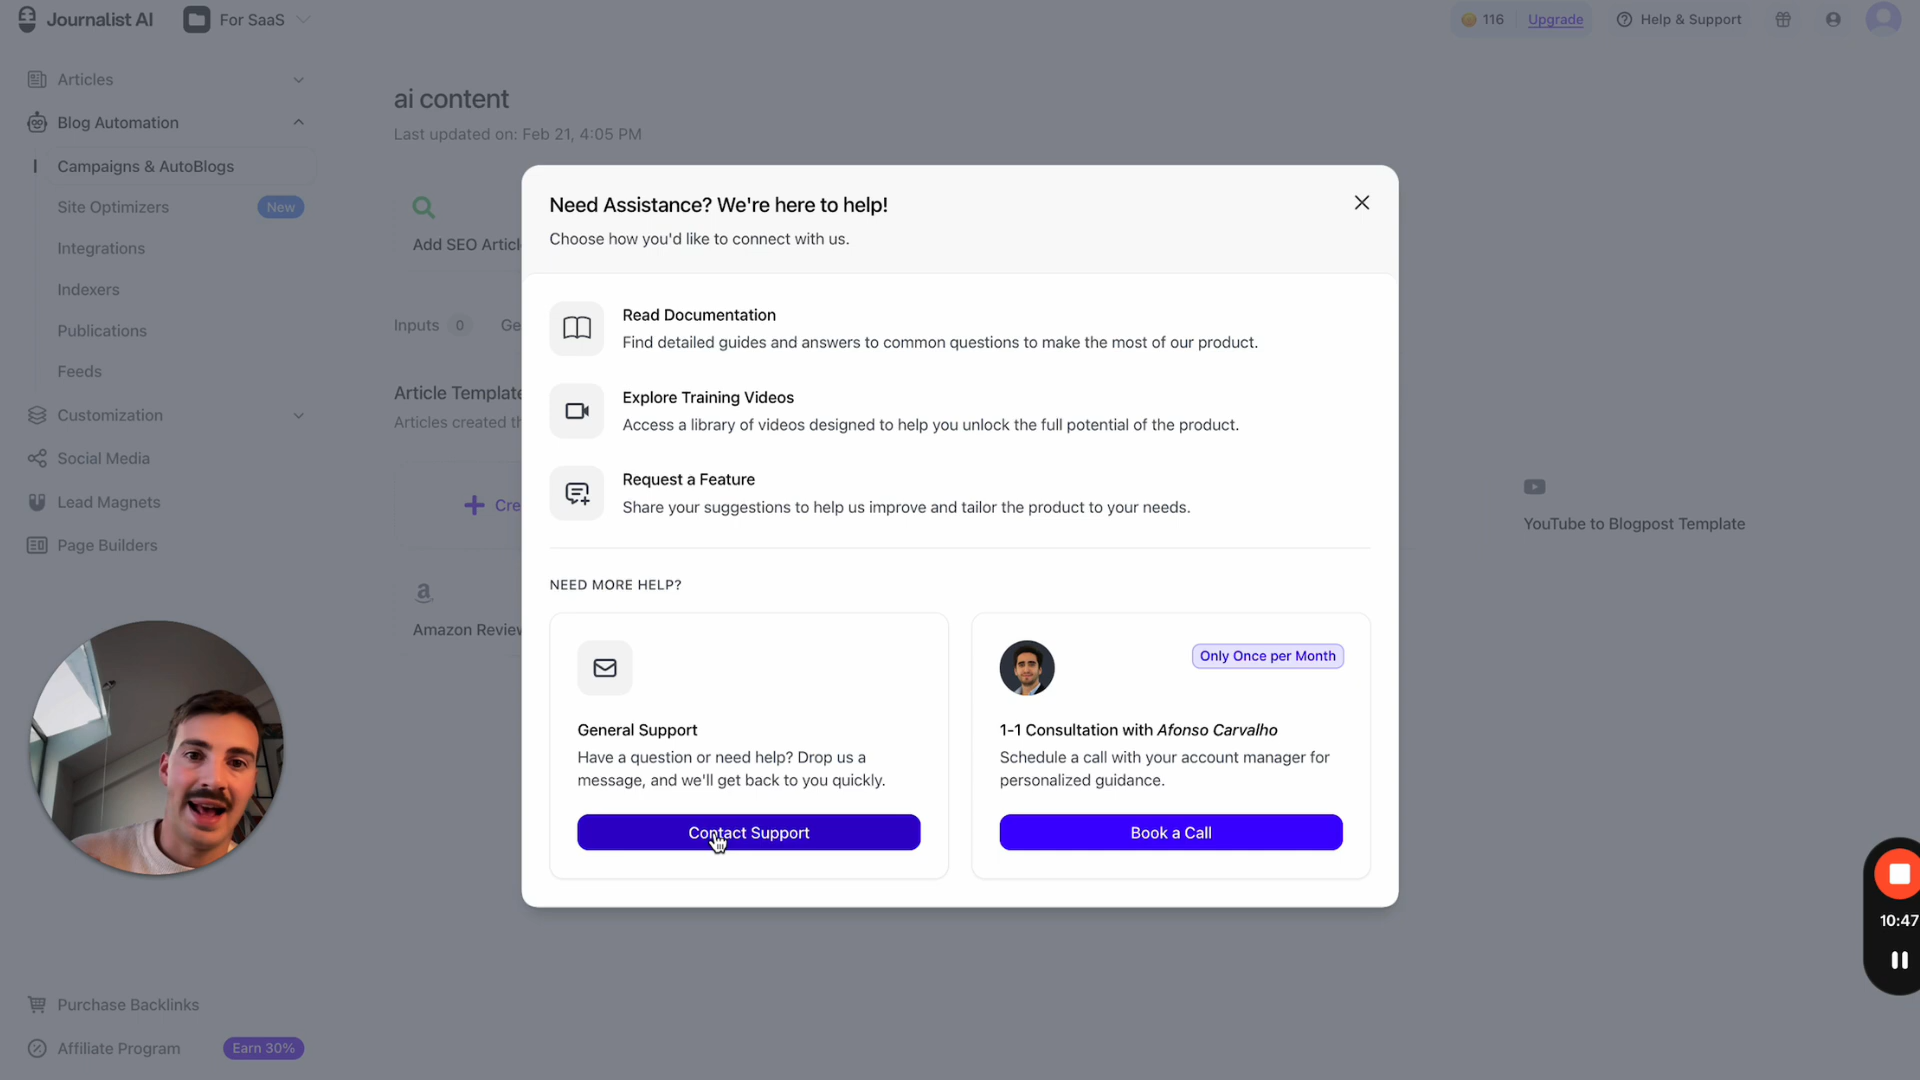 Journalist AI
For SaaS
116
Upgrade
Help & Support
Articles
Blog Automation
Campaigns & AutoBlogs
Site Optimizers
New
Integrations
Indexers
Publications
Feeds
Customization
Social Media
Lead Magnets
Page Builders
Purchase Backlinks
Affiliate Program
Earn 30%
ai content
Last updated on: Feb 21, 4:05 PM
Add SEO Articl
Inputs 0 Ge
Article Template
Articles created th
Cre
Amazon Review
YouTube to Blogpost Template
Need Assistance? We're here to help!
Choose how you'd like to connect with us.
Read Documentation
Find detailed guides and answers to common questions to make the most of our product.
Explore Training Videos
Access a library of videos designed to help you unlock the full potential of the product.
Request a Feature
Share your suggestions to help us improve and tailor the product to your needs.
NEED MORE HELP?
General Support
Have a question or need help? Drop us a
message, and we'll get back to you quickly.
Contact Support
Only Once per Month
1-1 Consultation with Afonso Carvalho
Schedule a call with your account manager for
personalized guidance.
Book a Call
10:47